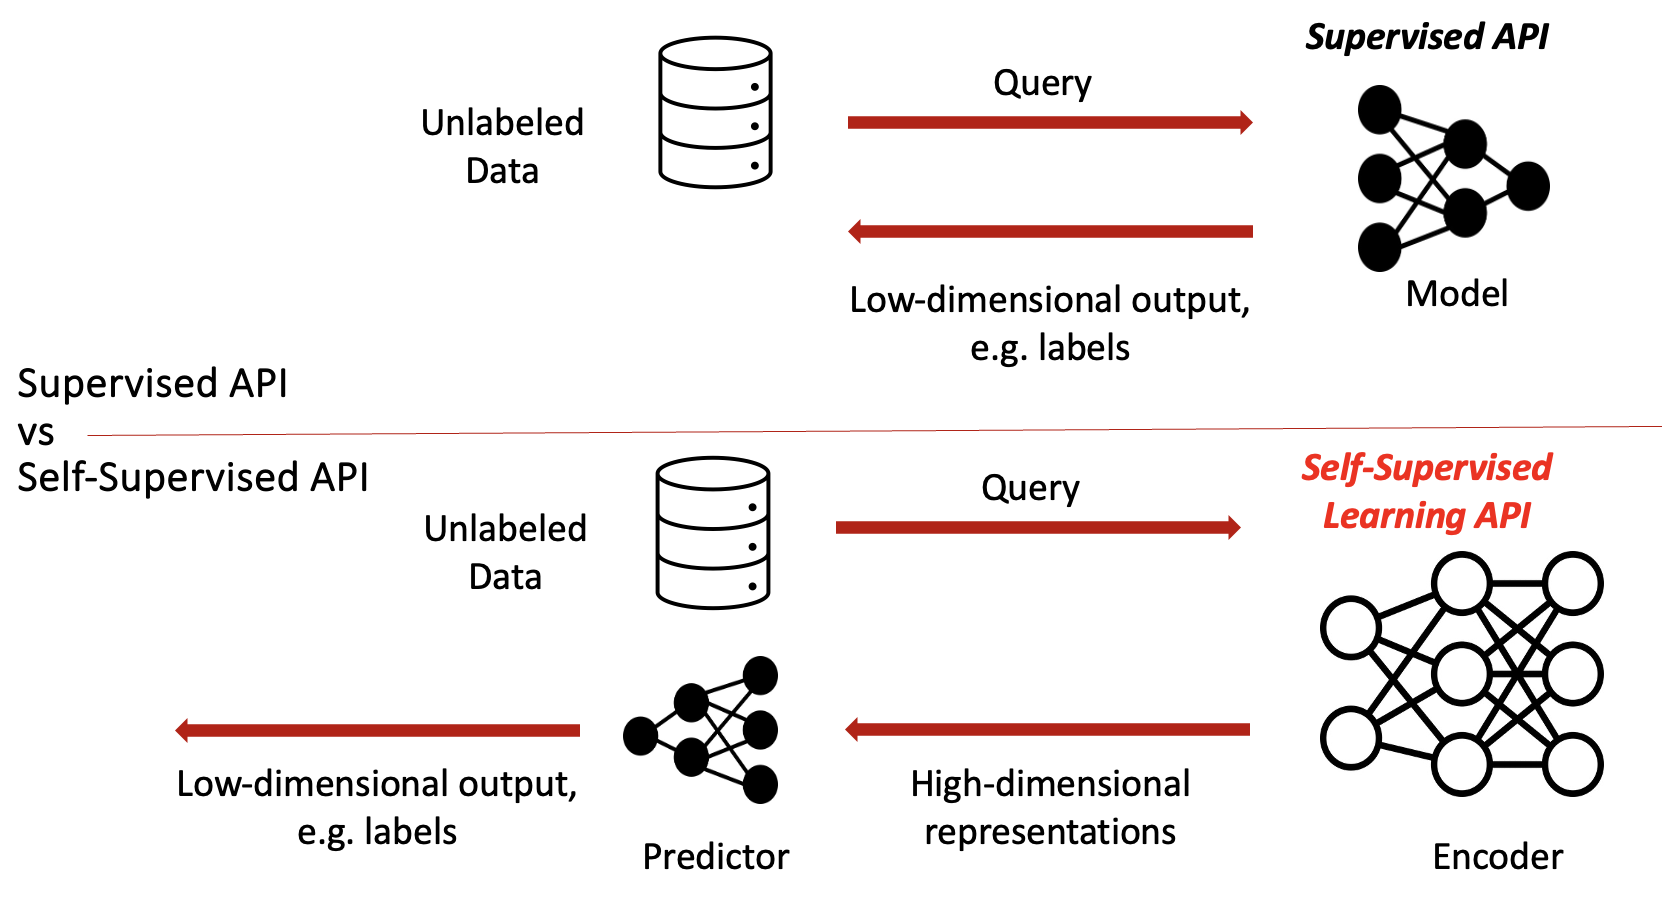 Supervised API
Query
Unlabeled
Data
Low-dimensional output,
e.g. labels
Model
Supervised API
vs
Self-Supervised API
Self-Supervised
Learning API
Query
Unlabeled
Data
Low-dimensional output,
e.g. labels
Predictor
High-dimensional
representations
Encoder